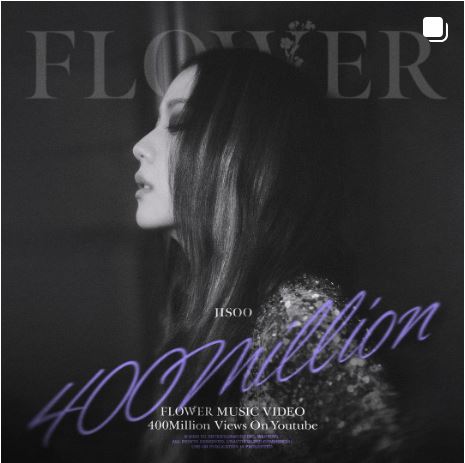 FLOWER
JISOO
400Million
FLOWER MUSIC VIDEO
400Million Views On Youtube